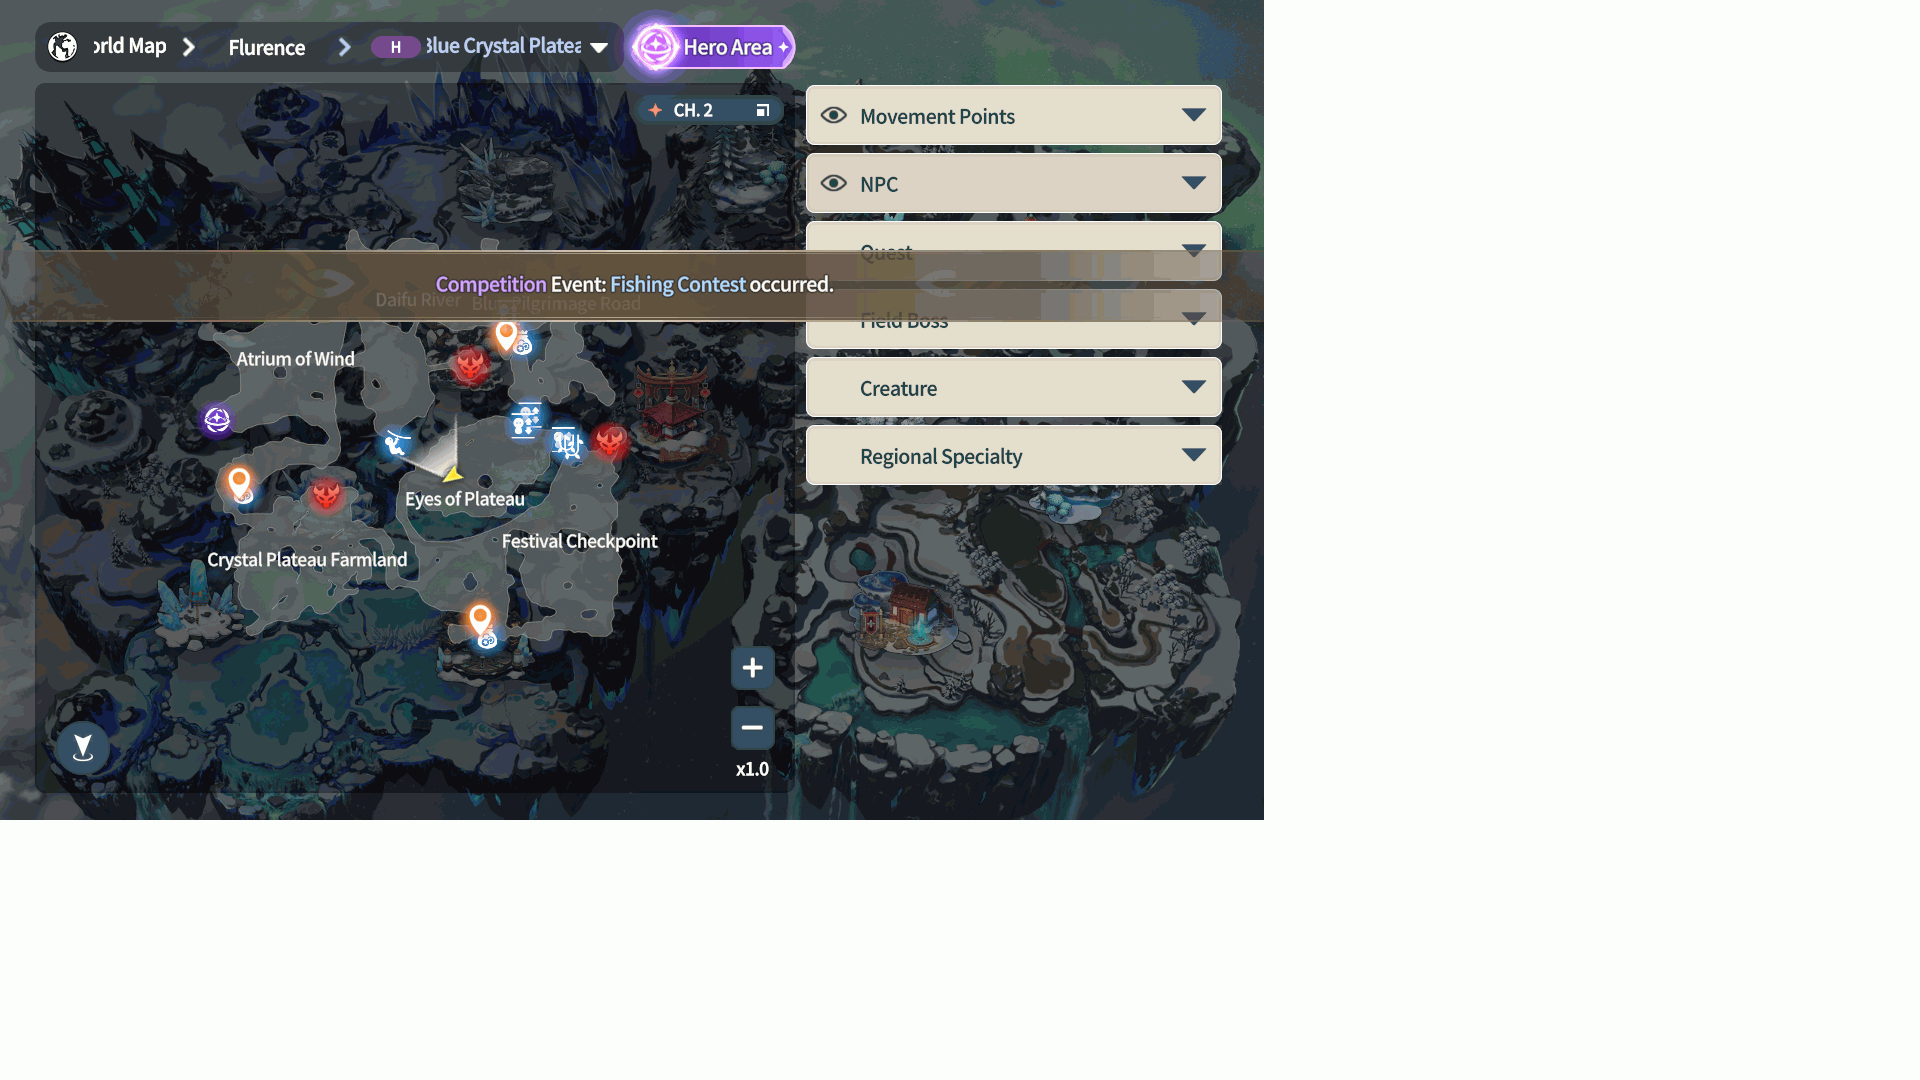 orld Map
Flurence
H
Blue Crystal Platea
Hero Area
CH. 2
Movement Points
NPC
Quest
Competition Event: Fishing Contest occurred.
Daifu River
Blue Pilgrimage Road
Field Boss
Atrium of Wind
Creature
Regional Specialty
Eyes of Plateau
Festival Checkpoint
Crystal Plateau Farmland
x1.0